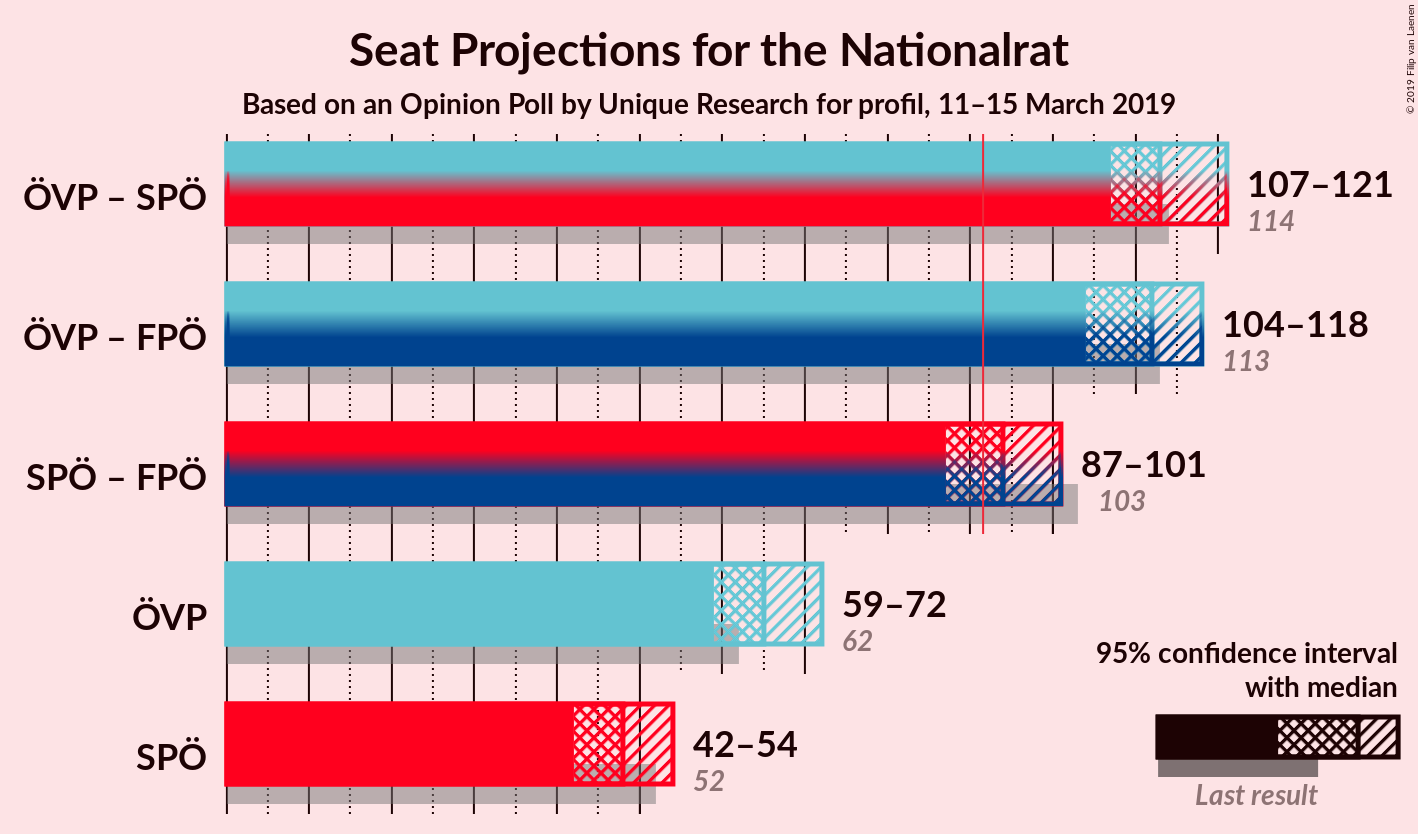 Seat Projections for the Nationalrat
Based on an Opinion Poll by Unique Research for profil, 11–15 March 2019
© 2019 Filip van Laenen
ÖVP – SPÖ
107–121
114
ÖVP – FPÖ
104–118
113
SPÖ – FPÖ
87–101
103
ÖVP
59–72
62
SPÖ
42–54
52
95% confidence interval
with median
Last result